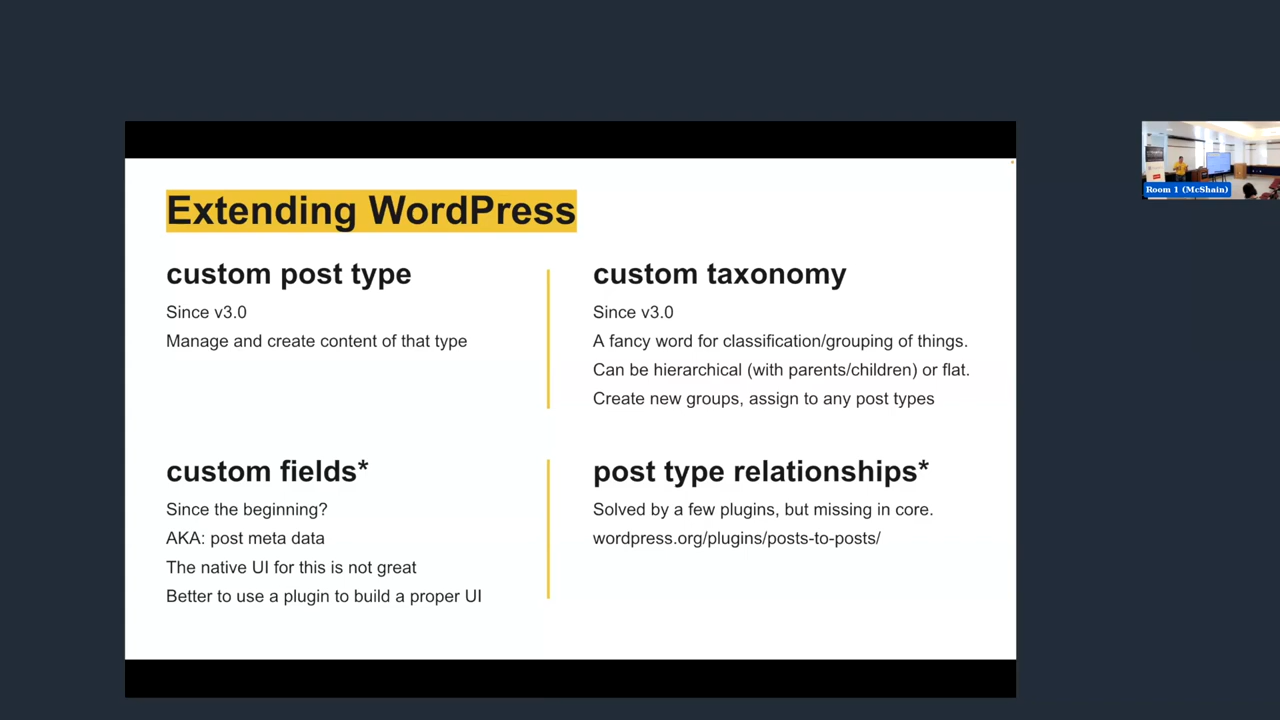 Extending WordPress
custom post type
Since v3.0
Manage and create content of that type
custom taxonomy
Since v3.0
A fancy word for classification/grouping of things.
Can be hierarchical (with parents/children) or flat.
Create new groups, assign to any post types
custom fields*
Since the beginning?
AKA: post meta data
The native UI for this is not great
Better to use a plugin to build a proper UI
post type relationships*
Solved by a few plugins, but missing in core.
wordpress.org/plugins/posts-to-posts/
Room 1 (McShain)